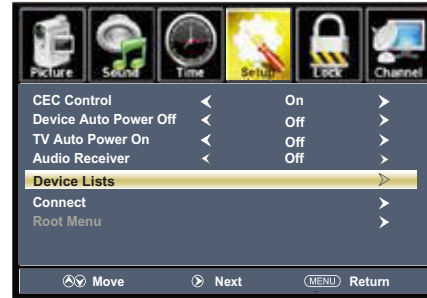 Picture Sound Time Setup Lock Channel
CEC Control On
Device Auto Power Off Off
TV Auto Power On Off
Audio Receiver Off
Device Lists
Connect
Root Menu
Move Next MENU Return